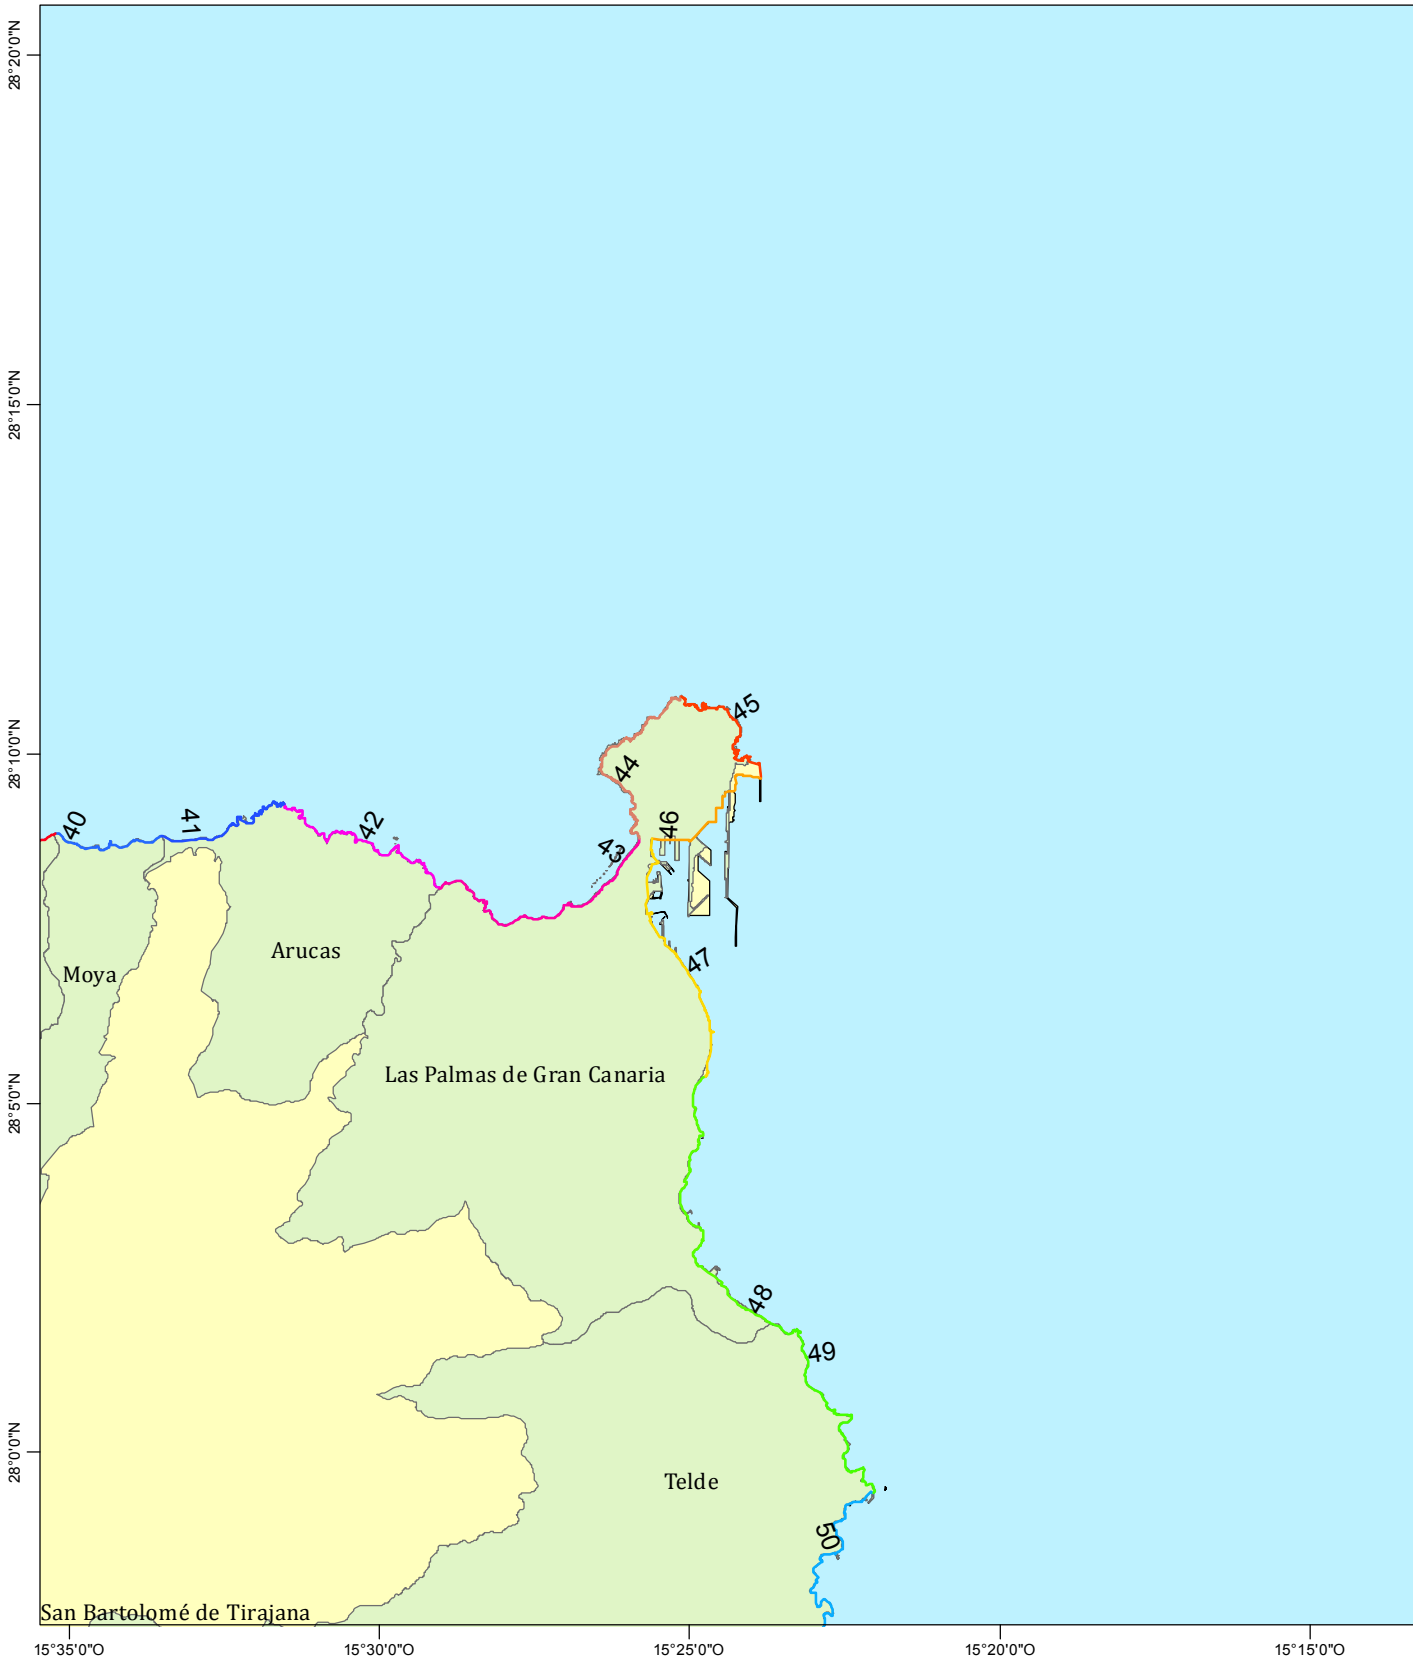 28°20'0"N
28°15'0"N
45
28°10'0"N
44
40
41
42
46
43
Arucas
47
Moya
Las Palmas de Gran Canaria
28°5'0"N
48
49
28°0'0"N
Telde
50
San Bartolomé de Tirajana
15°35'0"O
15°30'0"O
15°25'0"O
15°20'0"O
15°15'0"O